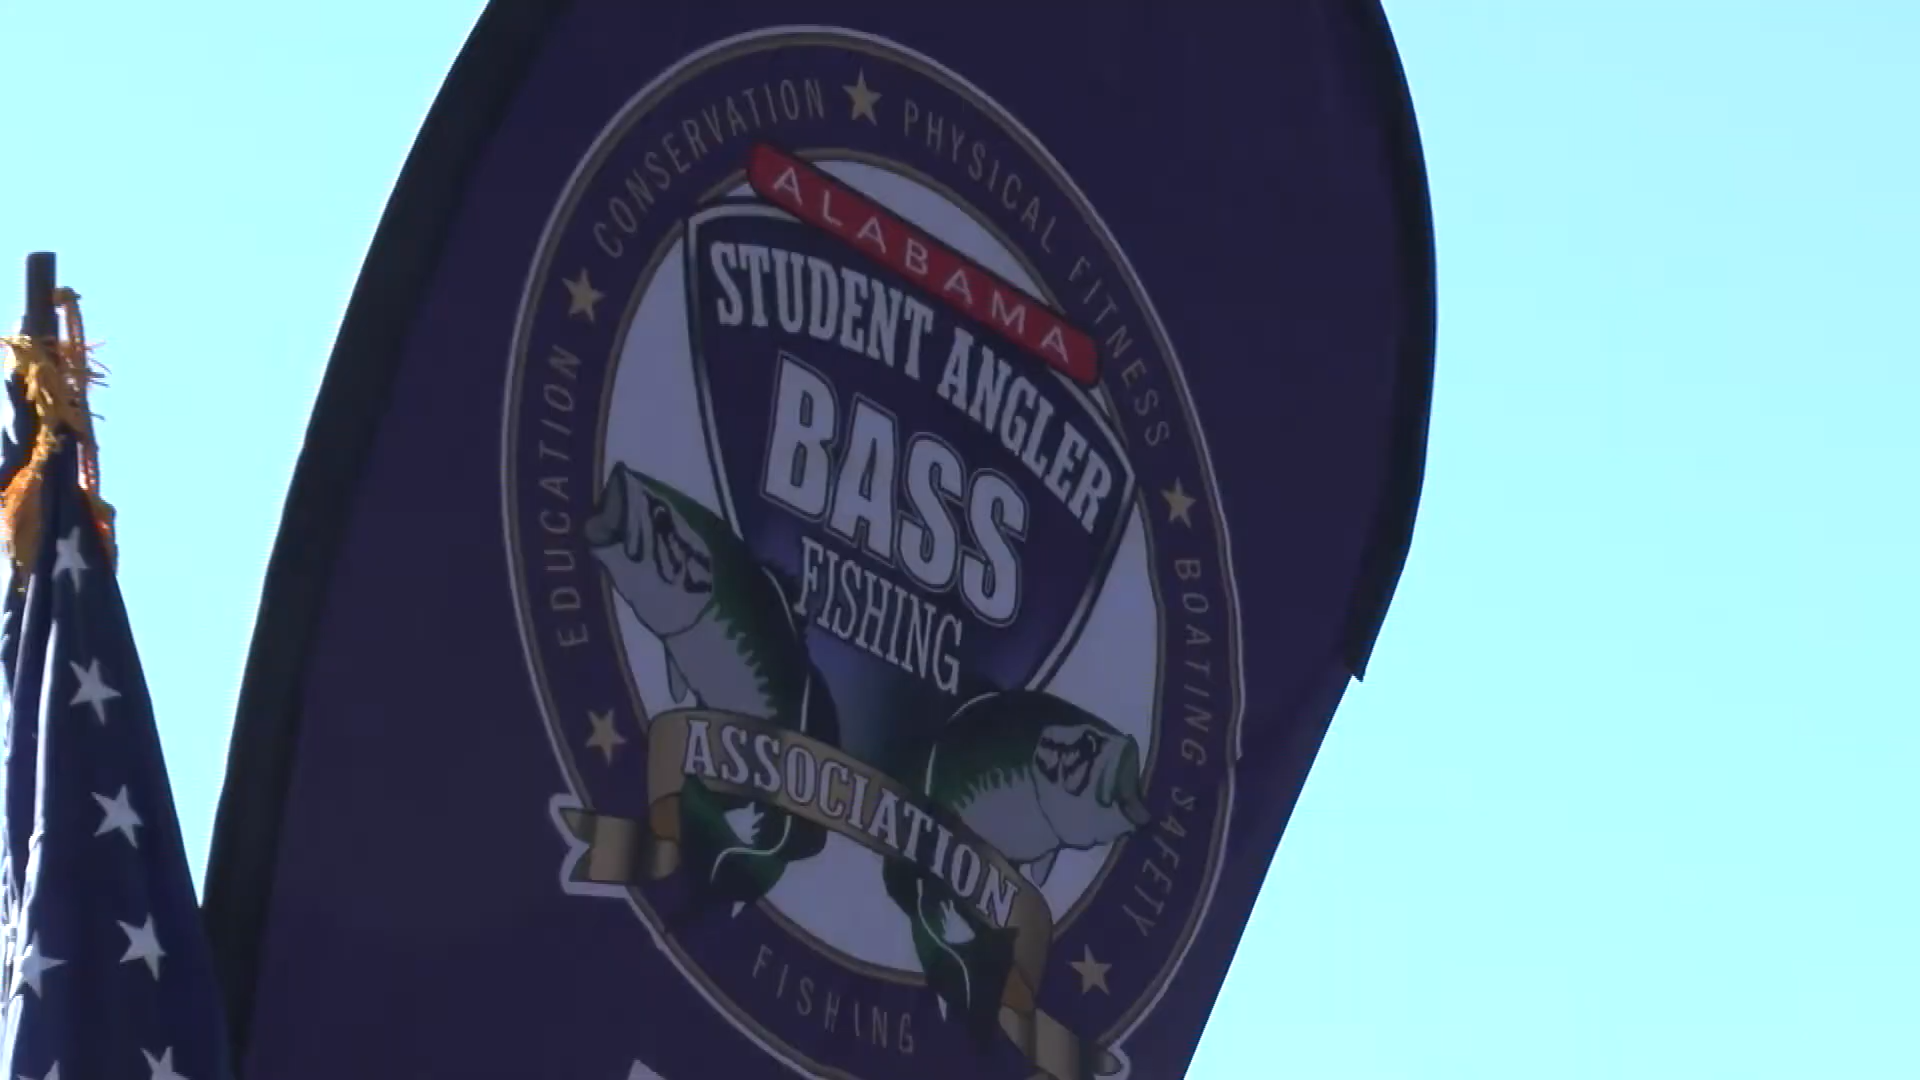 EDUCATION ★ CONSERVATION ★ PHYSICAL FITNESS ★ BOATING SAFETY ★ FISHING ★
ALABAMA
STUDENT ANGLER
BASS
FISHING
ASSOCIATION